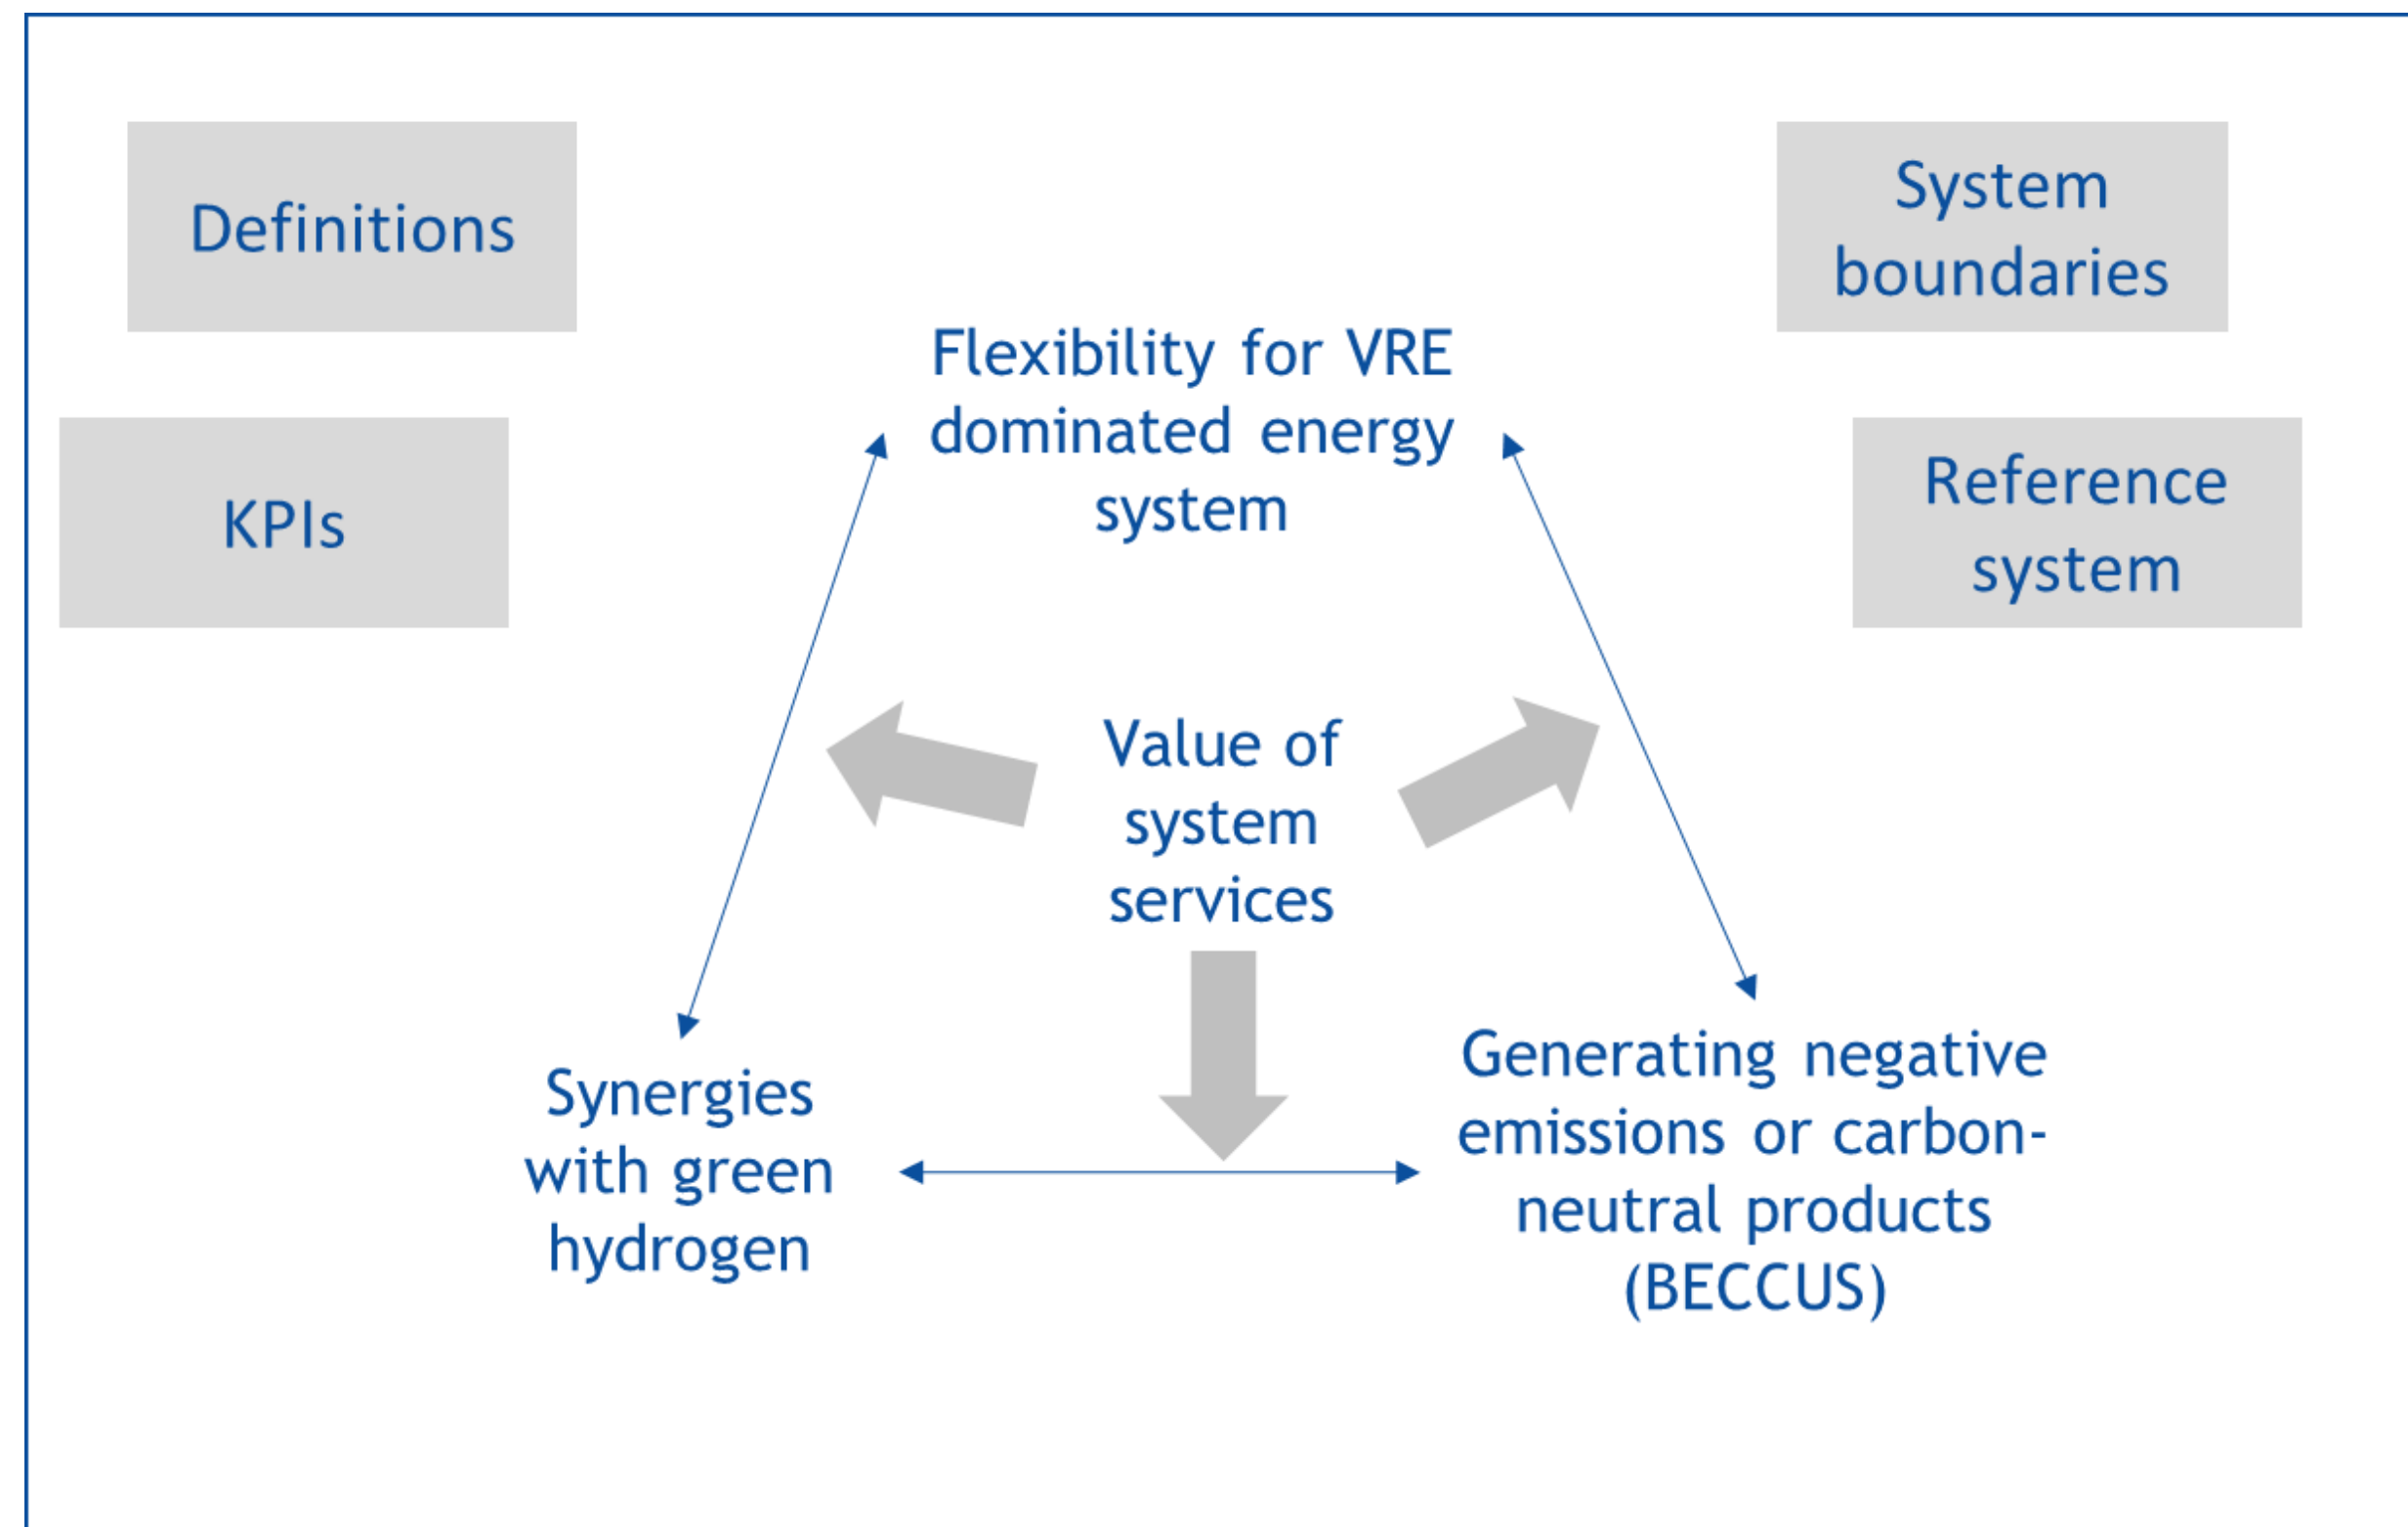 Definitions
System
boundaries
KPIs
Reference
system
Flexibility for VRE
dominated energy
system
Value of
system
services
Synergies
with green
hydrogen
Generating negative
emissions or carbon-
neutral products
(BECCUS)